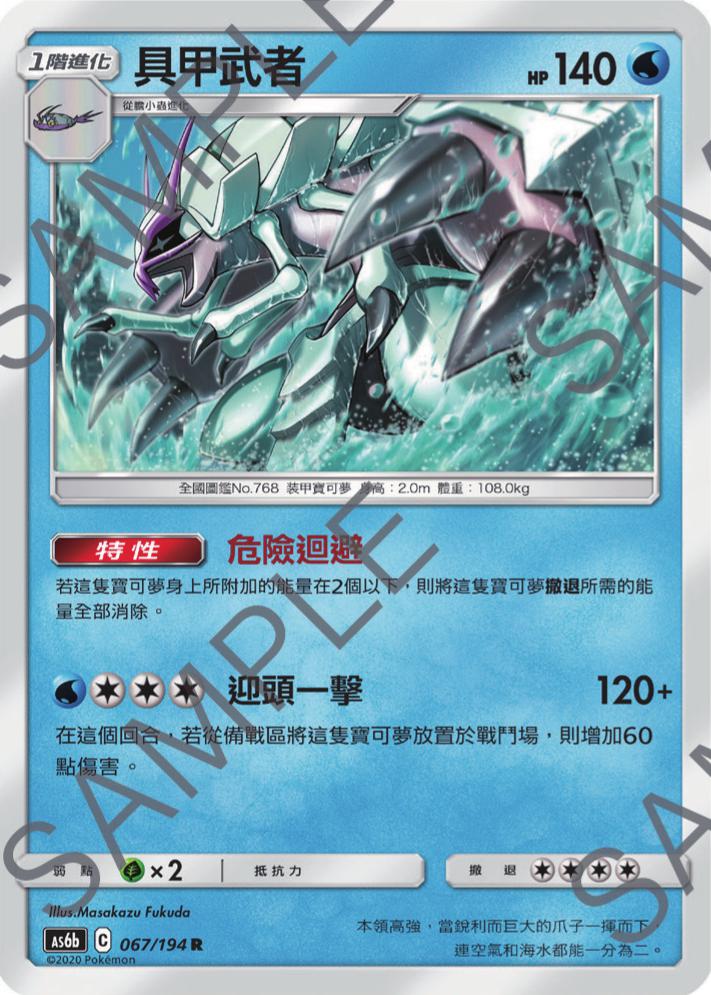 1階進化 具甲武者 HP 140
從膽小蟲進化
全國圖鑑No.768 裝甲寶可夢 身高：2.0m 體重：108.0kg
特性 危險迴避
若這隻寶可夢身上所附加的能量在2個以下，則將這隻寶可夢撤退所需的能
量全部消除。
迎頭一擊 120+
在這個回合，若從備戰區將這隻寶可夢放置於戰鬥場，則增加60
點傷害。
弱點 ×2 抵抗力 撤退
Illus.Masakazu Fukuda
本領高強，當銳利而巨大的爪子一揮而下，
連空氣和海水都能一分為二。
AS6b C 067/194 R
©2020 Pokémon
SAMPLE
SAMPLE
SAMPLE
SAMPLE